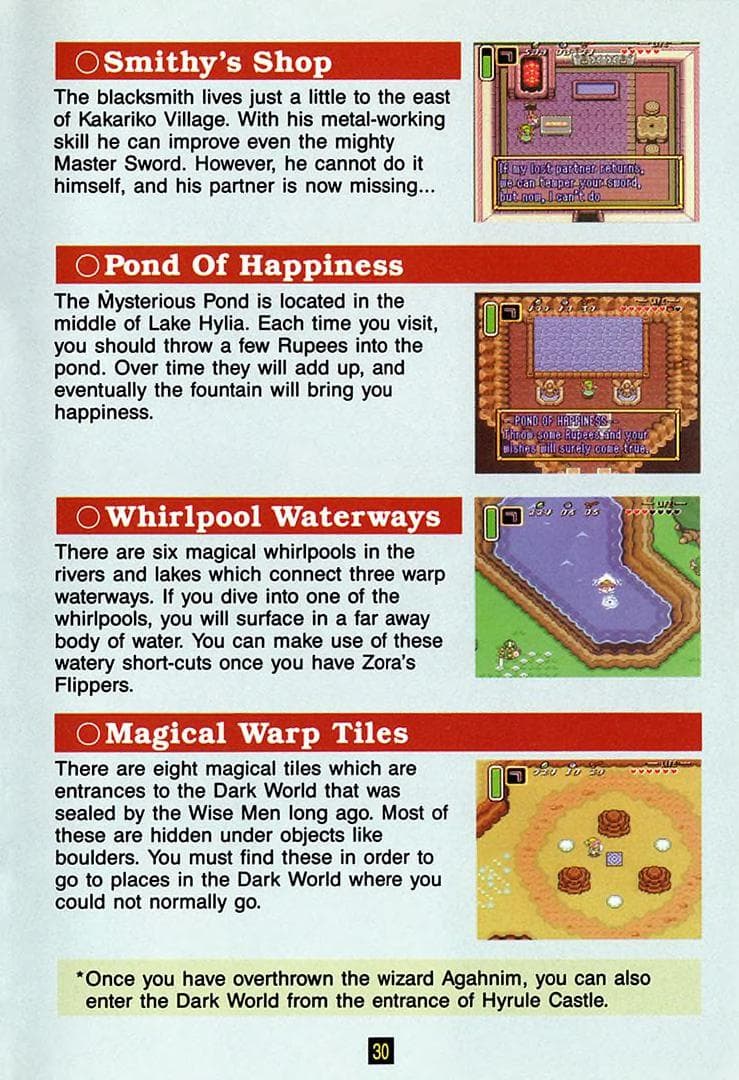 ○Smithy's Shop
The blacksmith lives just a little to the east
of Kakariko Village. With his metal-working
skill he can improve even the mighty
Master Sword. However, he cannot do it
himself, and his partner is now missing...
If my lost partner returns,
we can temper your sword,
but now, I can't do
○Pond Of Happiness
The Mysterious Pond is located in the
middle of Lake Hylia. Each time you visit,
you should throw a few Rupees into the
pond. Over time they will add up, and
eventually the fountain will bring you
happiness.
- POND OF HAPPINESS -
Throw some Rupees and your
wishes will surely come true.
○Whirlpool Waterways
There are six magical whirlpools in the
rivers and lakes which connect three warp
waterways. If you dive into one of the
whirlpools, you will surface in a far away
body of water. You can make use of these
watery short-cuts once you have Zora's
Flippers.
○Magical Warp Tiles
There are eight magical tiles which are
entrances to the Dark World that was
sealed by the Wise Men long ago. Most of
these are hidden under objects like
boulders. You must find these in order to
go to places in the Dark World where you
could not normally go.
*Once you have overthrown the wizard Agahnim, you can also
enter the Dark World from the entrance of Hyrule Castle.
30